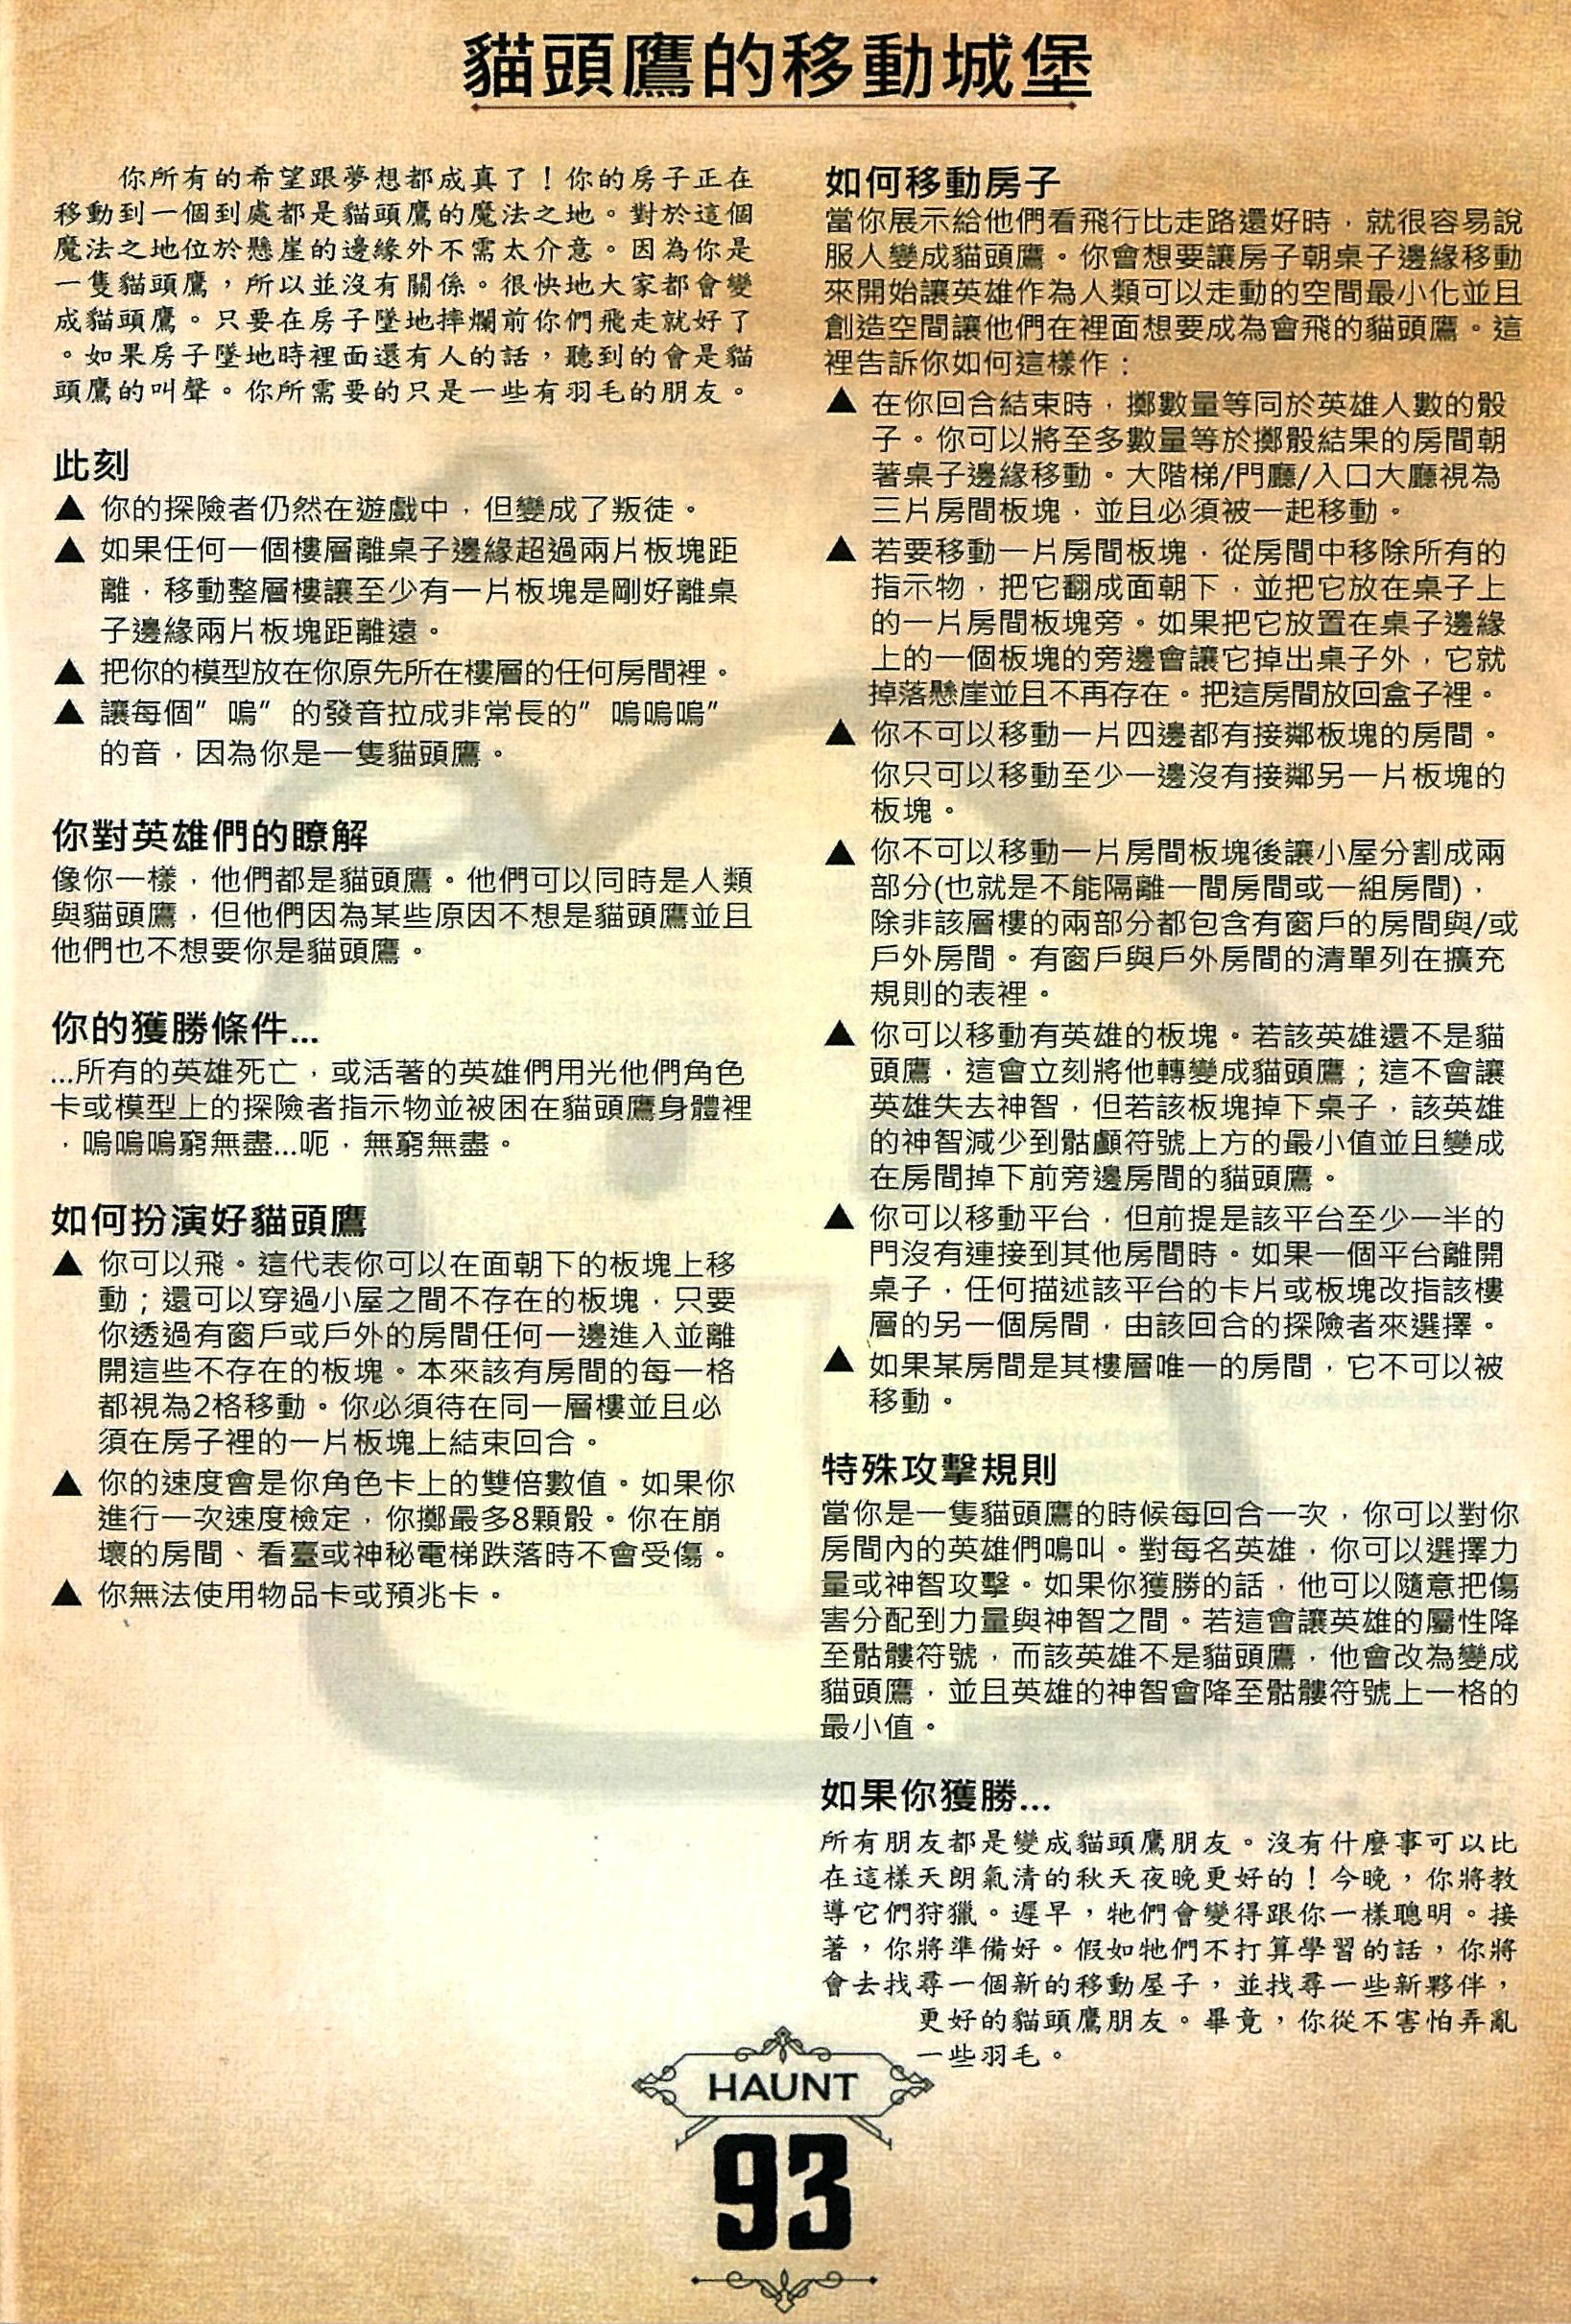 貓頭鷹的移動城堡
你所有的希望跟夢想都成真了！你的房子正在
移動到一個到處都是貓頭鷹的魔法之地。對於這個
魔法之地位於懸崖的邊緣外不需太介意。因為你是
一隻貓頭鷹，所以並沒有關係。很快地大家都會變
成貓頭鷹。只要在房子墜地摔爛前你們飛走就好了
。如果房子墜地時裡面還有人的話，聽到的會是貓
頭鷹的叫聲。你所需要的只是一些有羽毛的朋友。
此刻
▲ 你的探險者仍然在遊戲中，但變成了叛徒。
▲ 如果任何一個樓層離桌子邊緣超過兩片板塊距
離，移動整層樓讓至少有一片板塊是剛好離桌
子邊緣兩片板塊距離遠。
▲ 把你的模型放在你原先所在樓層的任何房間裡。
▲ 讓每個”嗚”的發音拉成非常長的”嗚嗚嗚”
的音，因為你是一隻貓頭鷹。
你對英雄們的瞭解
像你一樣，他們都是貓頭鷹。他們可以同時是人類
與貓頭鷹，但他們因為某些原因不想是貓頭鷹並且
他們也不想要你是貓頭鷹。
你的獲勝條件...
...所有的英雄死亡，或活著的英雄們用光他們角色
卡或模型上的探險者指示物並被困在貓頭鷹身體裡
，嗚嗚嗚窮無盡...呃，無窮無盡。
如何扮演好貓頭鷹
▲ 你可以飛。這代表你可以在面朝下的板塊上移
動；還可以穿過小屋之間不存在的板塊，只要
你透過有窗戶或戶外的房間任何一邊進入並離
開這些不存在的板塊。本來該有房間的每一格
都視為2格移動。你必須待在同一層樓並且必
須在房子裡的一片板塊上結束回合。
▲ 你的速度會是你角色卡上的雙倍數值。如果你
進行一次速度檢定，你擲最多8顆骰。你在崩
壞的房間、看臺或神秘電梯跌落時不會受傷。
▲ 你無法使用物品卡或預兆卡。
如何移動房子
當你展示給他們看飛行比走路還好時，就很容易說
服人變成貓頭鷹。你會想要讓房子朝桌子邊緣移動
來開始讓英雄作為人類可以走動的空間最小化並且
創造空間讓他們在裡面想要成為會飛的貓頭鷹。這
裡告訴你如何這樣作：
▲ 在你回合結束時，擲數量等同於英雄人數的骰
子。你可以將至多數量等於擲骰結果的房間朝
著桌子邊緣移動。大階梯/門廳/入口大廳視為
三片房間板塊，並且必須被一起移動。
▲ 若要移動一片房間板塊，從房間中移除所有的
指示物，把它翻成面朝下，並把它放在桌子上
的一片房間板塊旁。如果把它放置在桌子邊緣
上的一個板塊的旁邊會讓它掉出桌子外，它就
掉落懸崖並且不再存在。把這房間放回盒子裡。
▲ 你不可以移動一片四邊都有接鄰板塊的房間。
你只可以移動至少一邊沒有接鄰另一片板塊的
板塊。
▲ 你不可以移動一片房間板塊後讓小屋分割成兩
部分(也就是不能隔離一間房間或一組房間)，
除非該層樓的兩部分都包含有窗戶的房間與/或
戶外房間。有窗戶與戶外房間的清單列在擴充
規則的表裡。
▲ 你可以移動有英雄的板塊。若該英雄還不是貓
頭鷹，這會立刻將他轉變成貓頭鷹；這不會讓
英雄失去神智，但若該板塊掉下桌子，該英雄
的神智減少到骷顱符號上方的最小值並且變成
在房間掉下前旁邊房間的貓頭鷹。
▲ 你可以移動平台，但前提是該平台至少一半的
門沒有連接到其他房間時。如果一個平台離開
桌子，任何描述該平台的卡片或板塊改指該樓
層的另一個房間，由該回合的探險者來選擇。
▲ 如果某房間是其樓層唯一的房間，它不可以被
移動。
特殊攻擊規則
當你是一隻貓頭鷹的時候每回合一次，你可以對你
房間內的英雄們鳴叫。對每名英雄，你可以選擇力
量或神智攻擊。如果你獲勝的話，他可以隨意把傷
害分配到力量與神智之間。若這會讓英雄的屬性降
至骷髏符號，而該英雄不是貓頭鷹，他會改為變成
貓頭鷹，並且英雄的神智會降至骷髏符號上一格的
最小值。
如果你獲勝...
所有朋友都是變成貓頭鷹朋友。沒有什麼事可以比
在這樣天朗氣清的秋天夜晚更好的！今晚，你將教
導它們狩獵。遲早，牠們會變得跟你一樣聰明。接
著，你將準備好。假如牠們不打算學習的話，你將
會去找尋一個新的移動屋子，並找尋一些新夥伴，
更好的貓頭鷹朋友。畢竟，你從不害怕弄亂
一些羽毛。
HAUNT
93